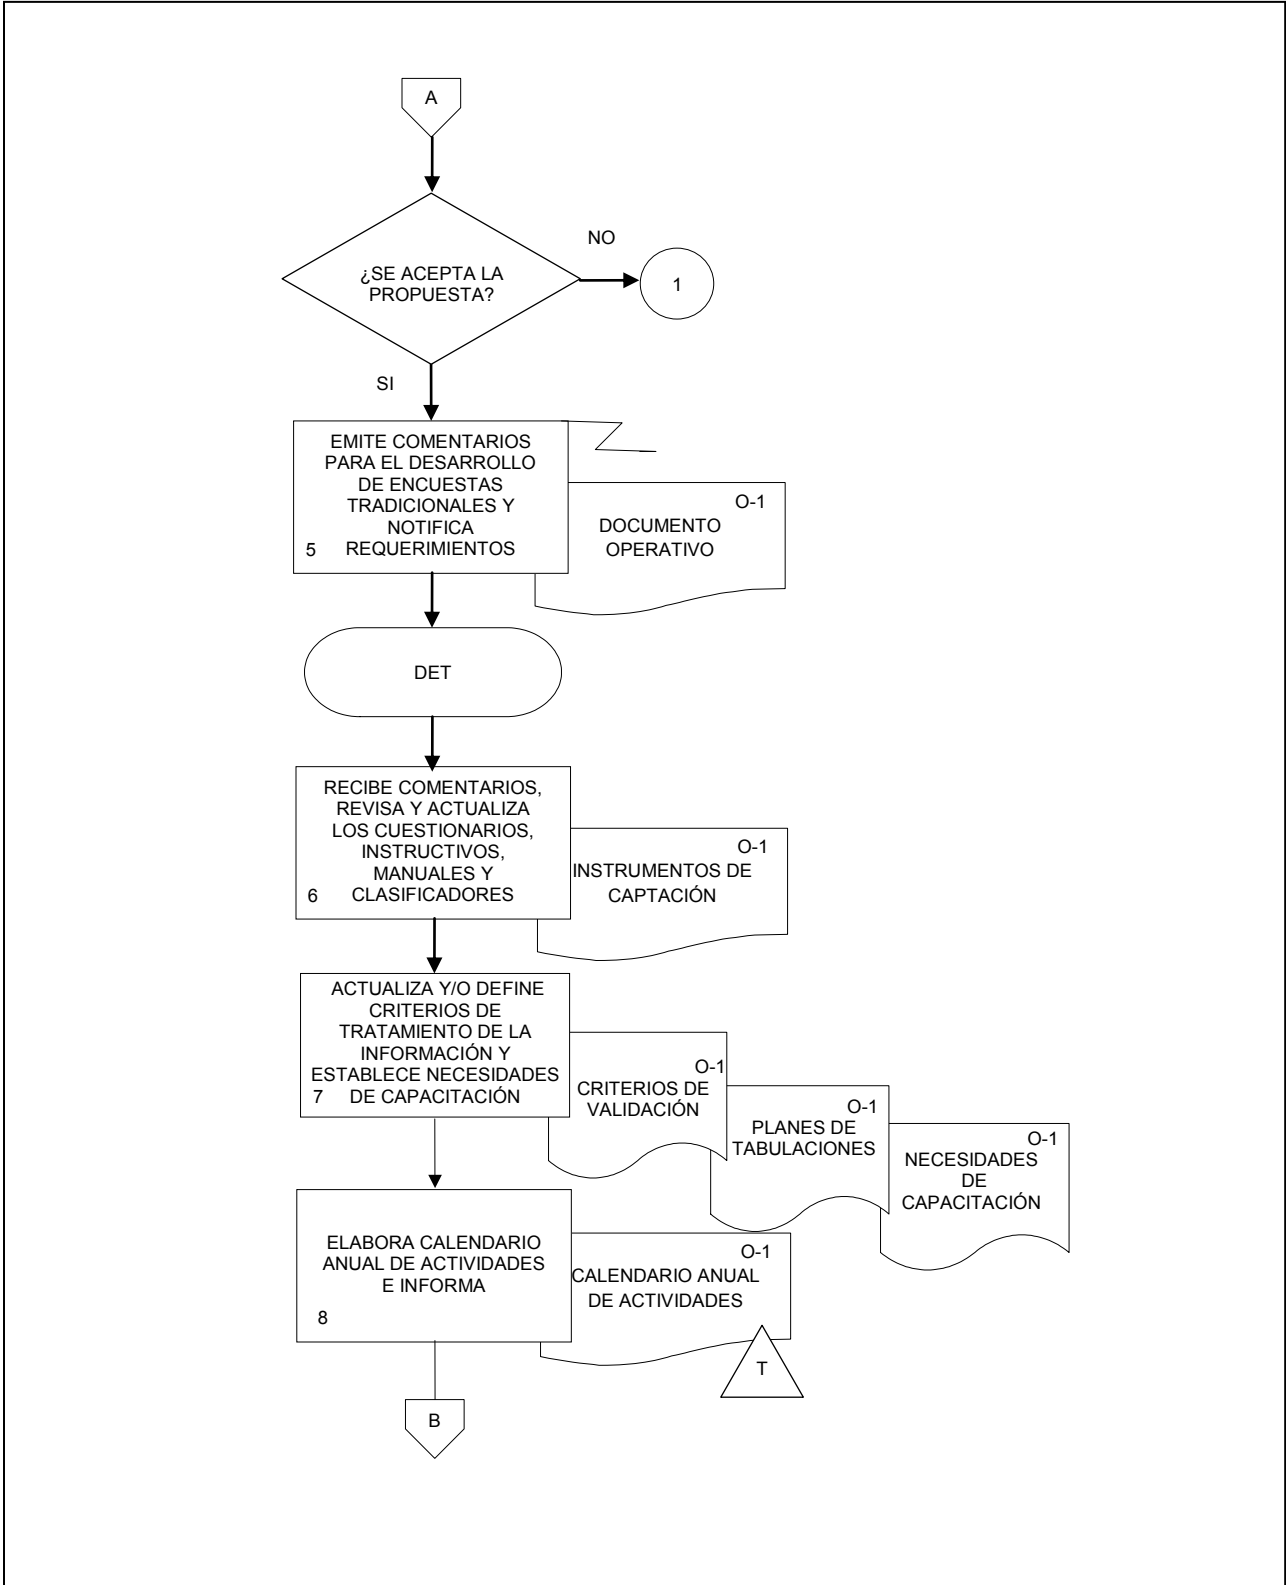 A
NO
¿SE ACEPTA LA
PROPUESTA?
1
SI
EMITE COMENTARIOS
PARA EL DESARROLLO
DE ENCUESTAS
TRADICIONALES Y
NOTIFICA
5 REQUERIMIENTOS
O-1
DOCUMENTO
OPERATIVO
DET
RECIBE COMENTARIOS,
REVISA Y ACTUALIZA
LOS CUESTIONARIOS,
INSTRUCTIVOS,
MANUALES Y
6 CLASIFICADORES
O-1
INSTRUMENTOS DE
CAPTACIÓN
ACTUALIZA Y/O DEFINE
CRITERIOS DE
TRATAMIENTO DE LA
INFORMACIÓN Y
ESTABLECE NECESIDADES
7 DE CAPACITACIÓN
O-1
CRITERIOS DE
VALIDACIÓN
O-1
PLANES DE
TABULACIONES
O-1
NECESIDADES
DE
CAPACITACIÓN
ELABORA CALENDARIO
ANUAL DE ACTIVIDADES
E INFORMA
8
O-1
CALENDARIO ANUAL
DE ACTIVIDADES
T
B